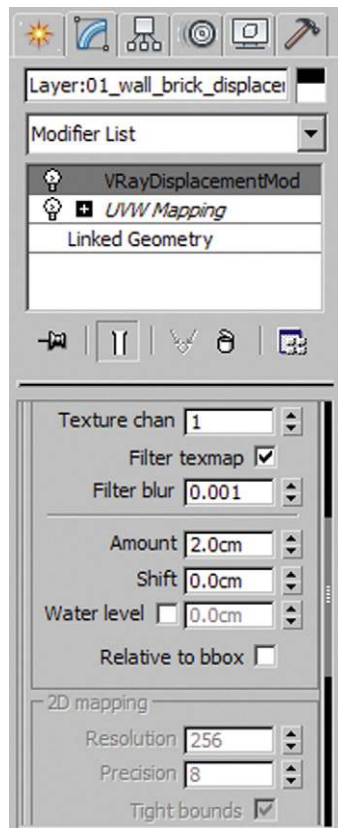 Layer:01_wall_brick_displacer
Modifier List
VRayDisplacementMod
UVW Mapping
Linked Geometry
Texture chan 1
Filter texmap
Filter blur 0.001
Amount 2.0cm
Shift 0.0cm
Water level 0.0cm
Relative to bbox
2D mapping
Resolution 256
Precision 8
Tight bounds